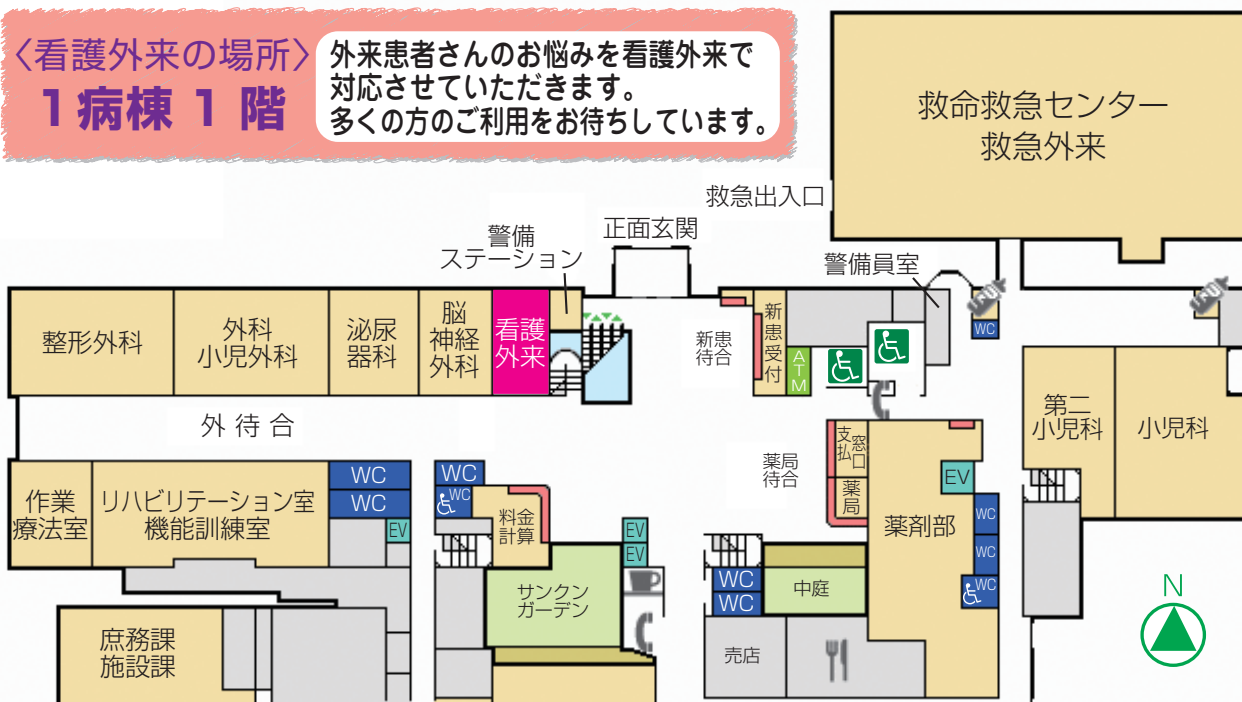 〈看護外来の場所〉
1病棟 1 階
外来患者さんのお悩みを看護外来で
対応させていただきます。
多くの方のご利用をお待ちしています。
救命救急センター
救急外来
救急出入口
正面玄関
警備
ステーション
警備員室
整形外科
外科
小児外科
泌尿
器科
脳
神経
外科
看護
外来
新患
待合
新患受付
ATM
WC
外 待 合
第二
小児科
小児科
支払
窓口
薬局
薬局
待合
EV
薬剤部
WC
WC
WC
作業
療法室
リハビリテーション室
機能訓練室
WC
WC
EV
WC
WC
料金
計算
EV
EV
サンクン
ガーデン
WC
WC
中庭
売店
庶務課
施設課
N